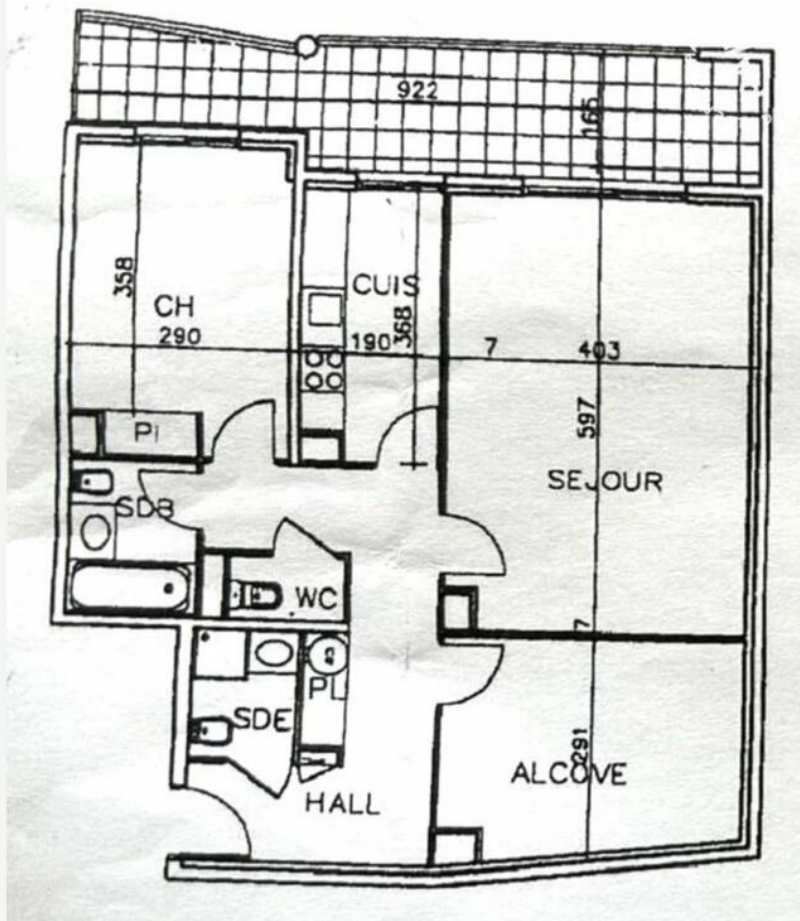 922
165
358
CH
290
CUIS
190
368
7
403
597
SEJOUR
PI
SDB
WC
7
SDE
PL
291
ALCOVE
HALL